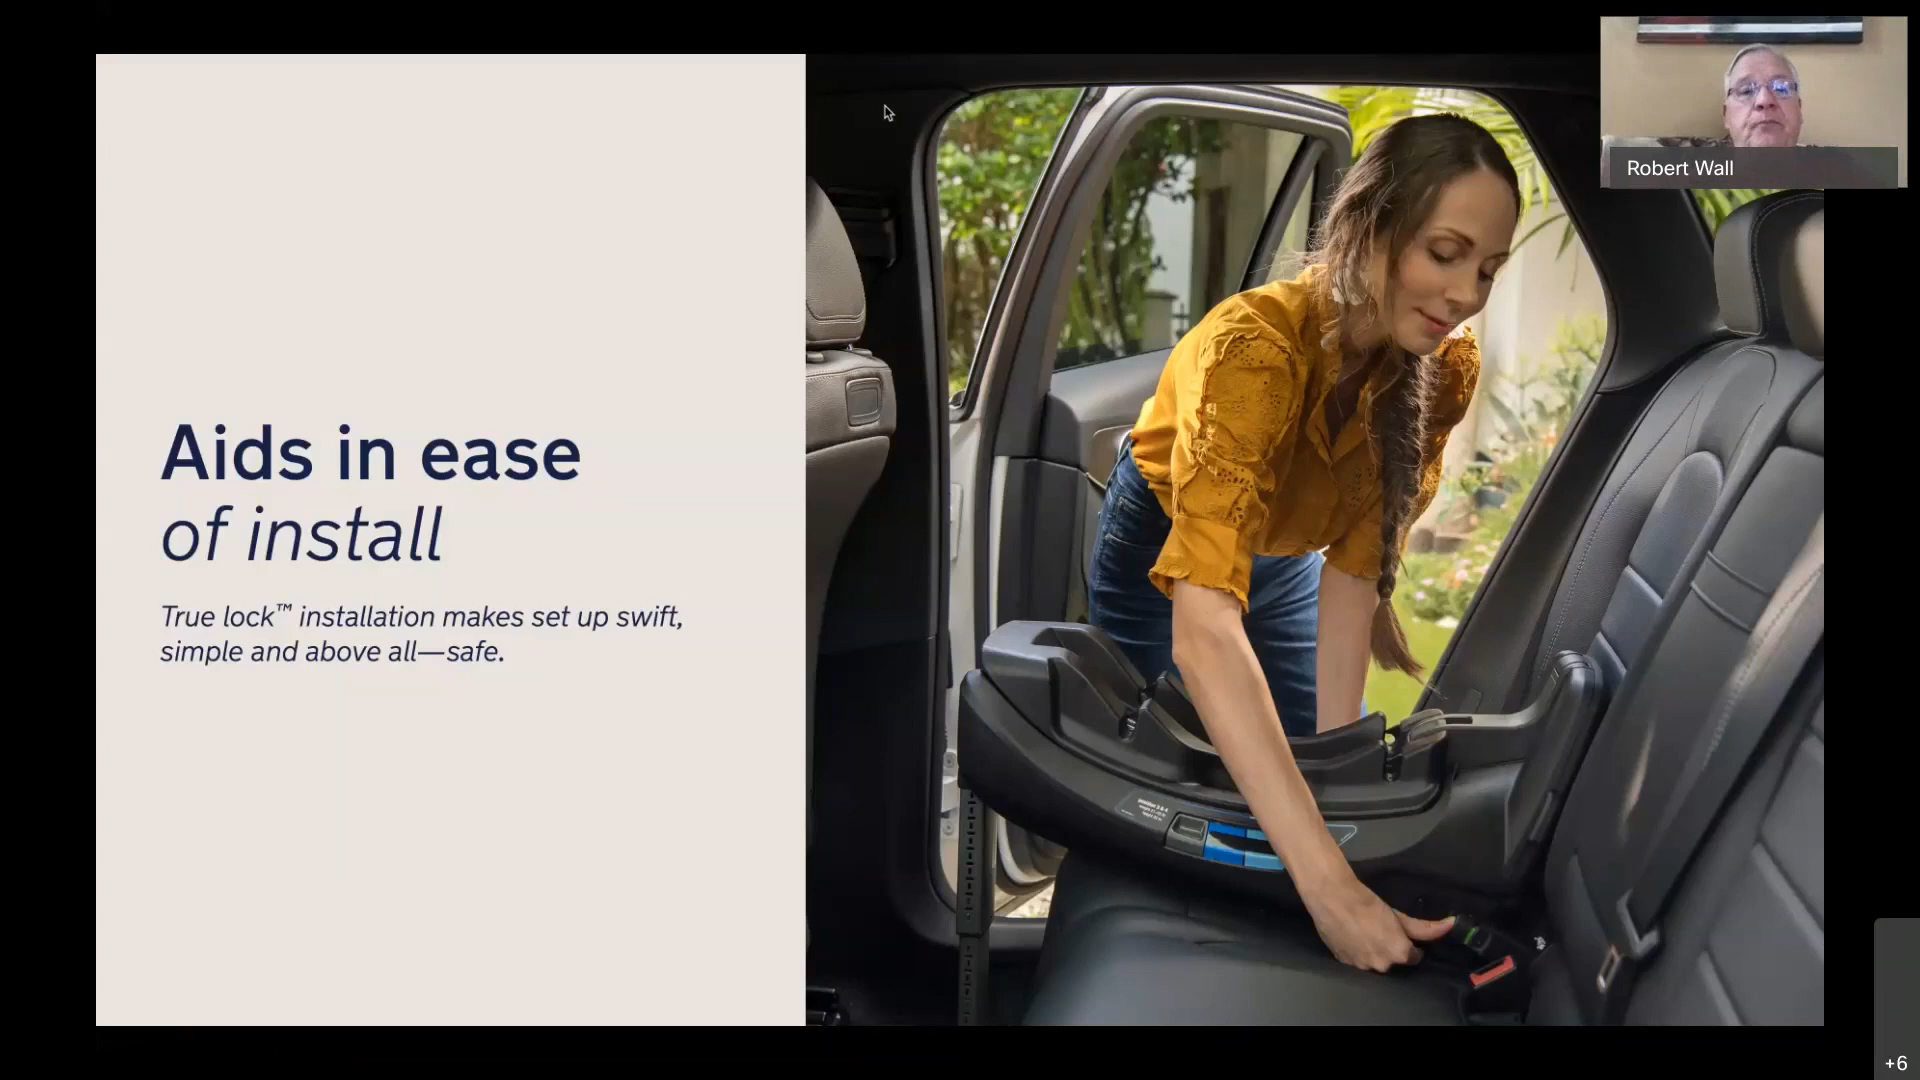 Robert Wall
Aids in ease
of install
True lock™ installation makes set up swift,
simple and above all—safe.
+6